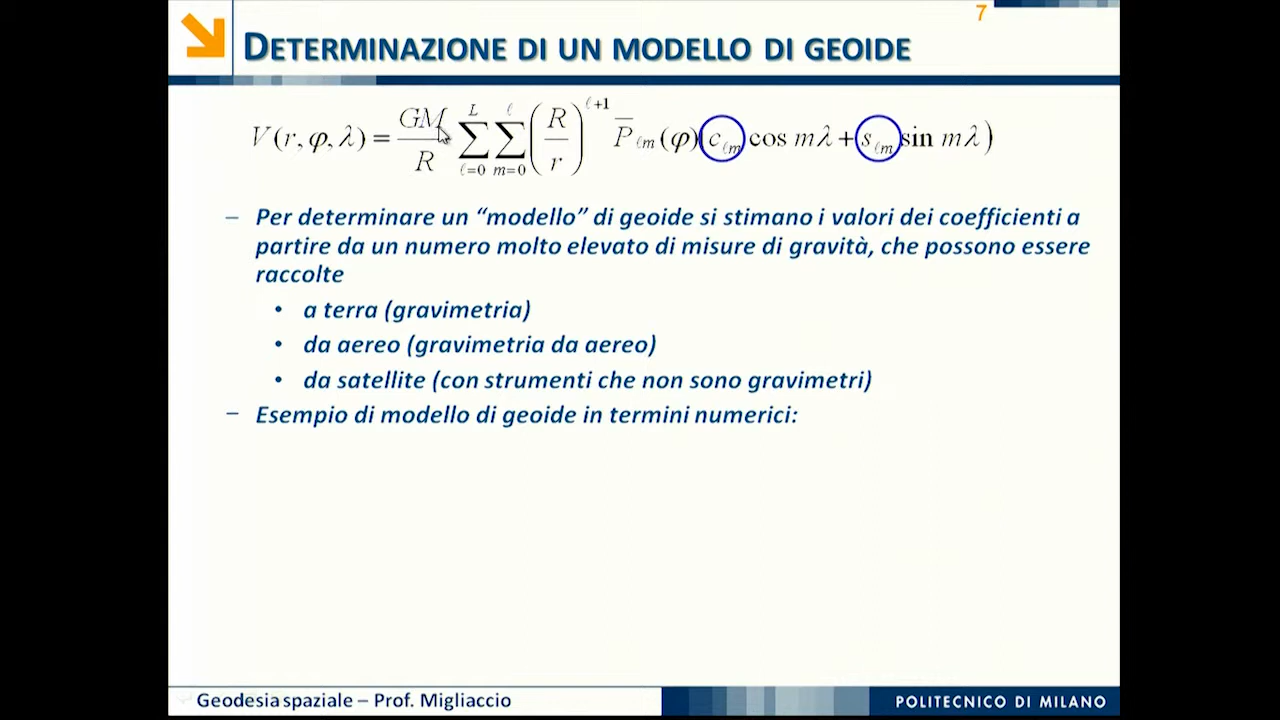 7
DETERMINAZIONE DI UN MODELLO DI GEOIDE
V(r,φ,λ) = GM/R ∑_{ℓ=0}^{L} ∑_{m=0}^{ℓ} (R/r)^{ℓ+1} P̅_{ℓm}(φ)(c_{ℓm} cos mλ + s_{ℓm} sin mλ)
– Per determinare un “modello” di geoide si stimano i valori dei coefficienti a
partire da un numero molto elevato di misure di gravità, che possono essere
raccolte
• a terra (gravimetria)
• da aereo (gravimetria da aereo)
• da satellite (con strumenti che non sono gravimetri)
– Esempio di modello di geoide in termini numerici:
Geodesia spaziale – Prof. Migliaccio
POLITECNICO DI MILANO